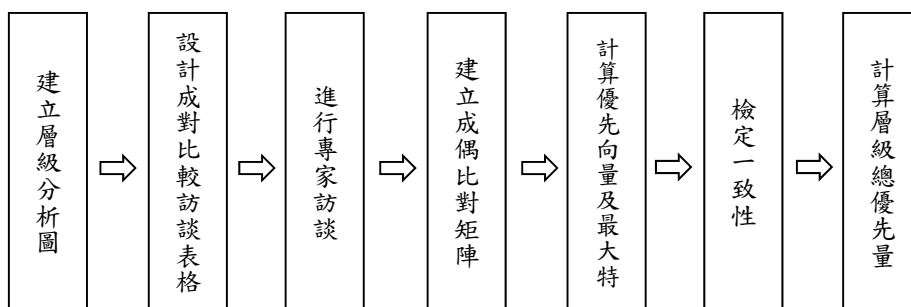 建立層級分析圖
設計成對比較訪談表格
進行專家訪談
建立成偶比對矩陣
計算優先向量及最大特
檢定一致性
計算層級總優先量